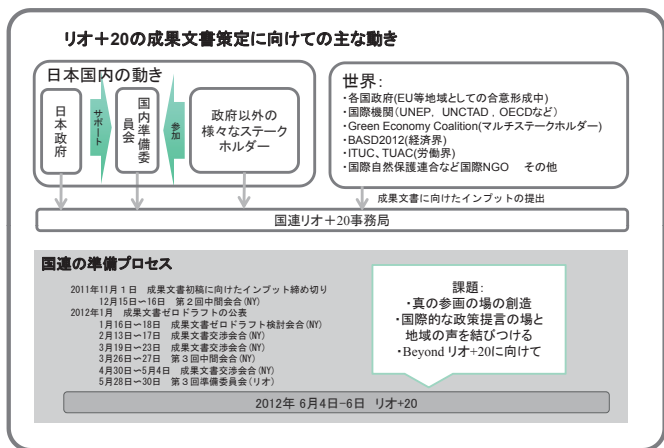 リオ+20の成果文書策定に向けての主な動き
日本国内の動き
日本政府
サポート
国内準備委
員会
参加
政府以外の
様々なステーク
ホルダー
世界:
・各国政府(EU等地域としての合意形成中)
・国際機関(UNEP, UNCTAD,OECDなど)
・Green Economy Coalition(マルチステークホルダー)
・BASD2012(経済界)
・ITUC、TUAC(労働界)
・国際自然保護連合など国際NGO その他
成果文書に向けたインプットの提出
国連リオ+20事務局
国連の準備プロセス
2011年11月1日 成果文書初稿に向けたインプット締め切り
12月15日~16日 第2回中間会合(NY)
2012年1月 成果文書ゼロドラフトの公表
1月16日~18日 成果文書ゼロドラフト検討会合(NY)
2月13日~17日 成果文書交渉会合(NY)
3月19日~23日 成果文書交渉会合(NY)
3月26日~27日 第3回中間会合(NY)
4月30日~5月4日 成果文書交渉会合(NY)
5月28日~30日 第3回準備委員会(リオ)
課題:
・真の参画の場の創造
・国際的な政策提言の場と
地域の声を結びつける
・Beyond リオ+20に向けて
2012年 6月4日-6日 リオ+20